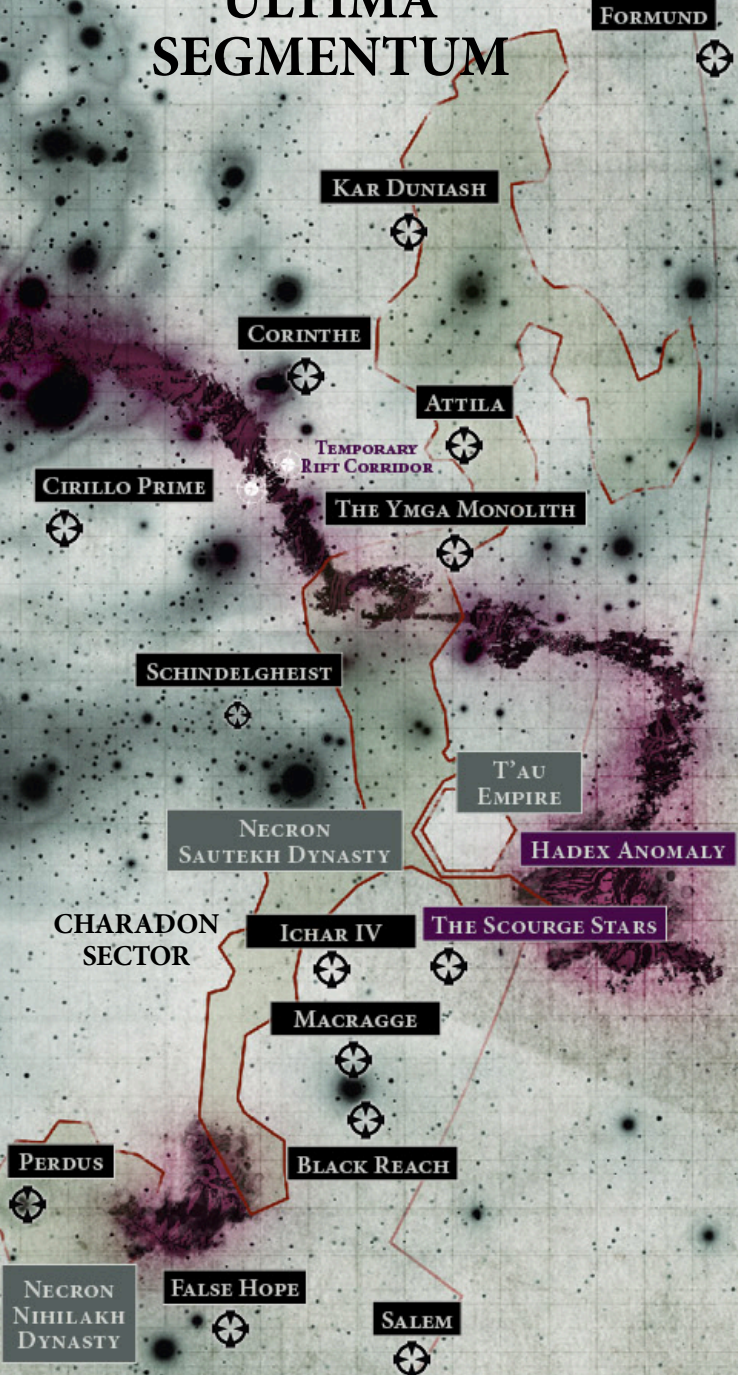 ULTIMA
SEGMENTUM
FORMUND
KAR DUNIASH
CORINTHE
ATTILA
TEMPORARY
RIFT CORRIDOR
CIRILLO PRIME
THE YMGA MONOLITH
SCHINDELGHEIST
T'AU
EMPIRE
NECRON
SAUTEKH DYNASTY
HADEX ANOMALY
CHARADON
SECTOR
ICHAR IV
THE SCOURGE STARS
MACRAGGE
BLACK REACH
PERDUS
NECRON
NIHILAKH
DYNASTY
FALSE HOPE
SALEM